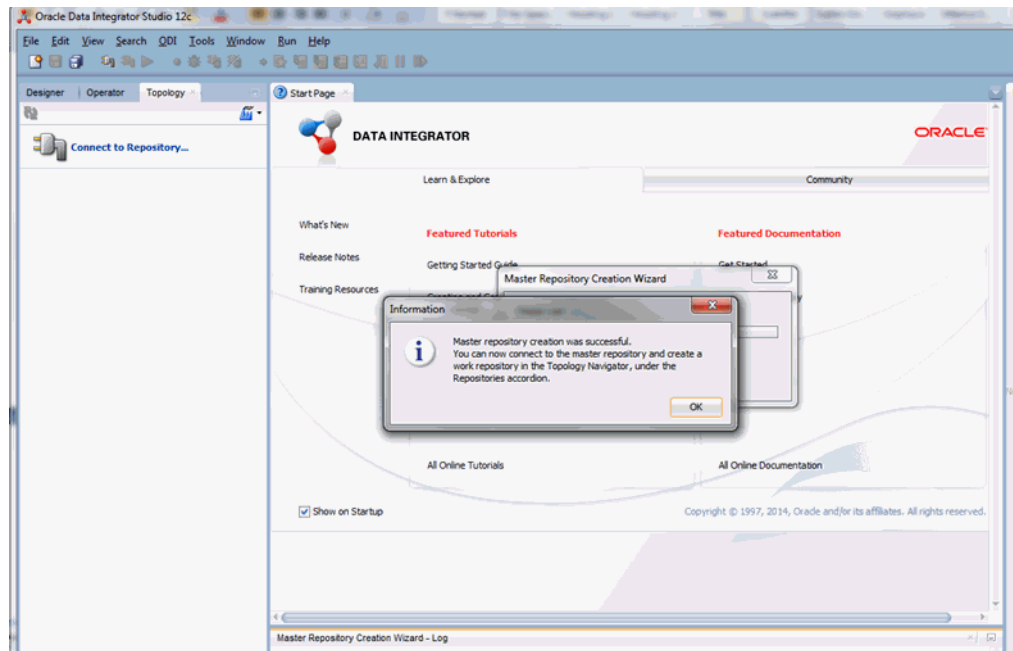 Oracle Data Integrator Studio 12c
File Edit View Search ODI Tools Window Run Help
Designer Operator Topology
Start Page
Connect to Repository...
DATA INTEGRATOR
ORACLE
Learn & Explore
Community
What's New
Featured Tutorials
Featured Documentation
Release Notes
Getting Started Guide
Get Started
Training Resources
Master Repository Creation Wizard
Information
Master repository creation was successful.
You can now connect to the master repository and create a
work repository in the Topology Navigator, under the
Repositories accordion.
OK
All Online Tutorials
All Online Documentation
Show on Startup
Copyright © 1997, 2014, Oracle and/or its affiliates. All rights reserved.
Master Repository Creation Wizard - Log